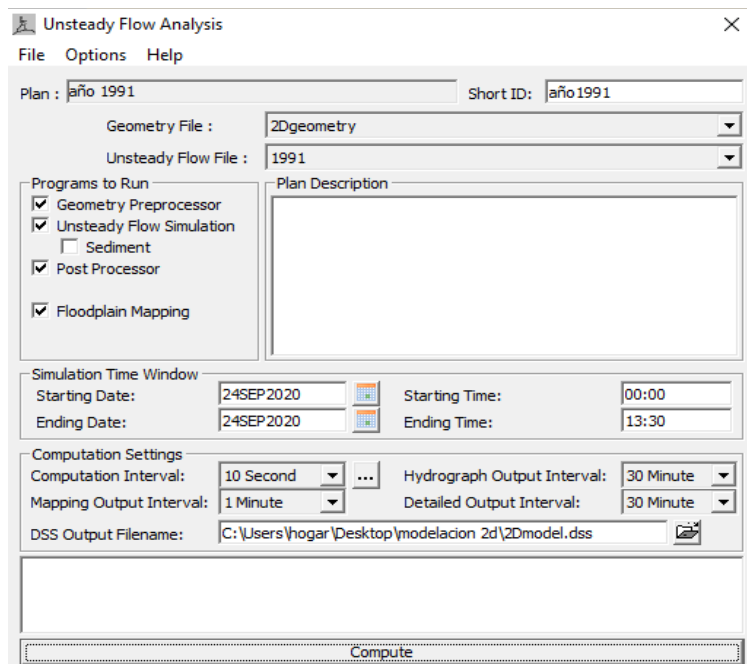 Unsteady Flow Analysis
File Options Help
Plan : año 1991 Short ID: año1991
Geometry File : 2Dgeometry
Unsteady Flow File : 1991
Programs to Run Plan Description
Geometry Preprocessor
Unsteady Flow Simulation
Sediment
Post Processor
Floodplain Mapping
Simulation Time Window
Starting Date: 24SEP2020 Starting Time: 00:00
Ending Date: 24SEP2020 Ending Time: 13:30
Computation Settings
Computation Interval: 10 Second ... Hydrograph Output Interval: 30 Minute
Mapping Output Interval: 1 Minute Detailed Output Interval: 30 Minute
DSS Output Filename: C:\Users\hogar\Desktop\modelacion 2d\2Dmodel.dss
Compute